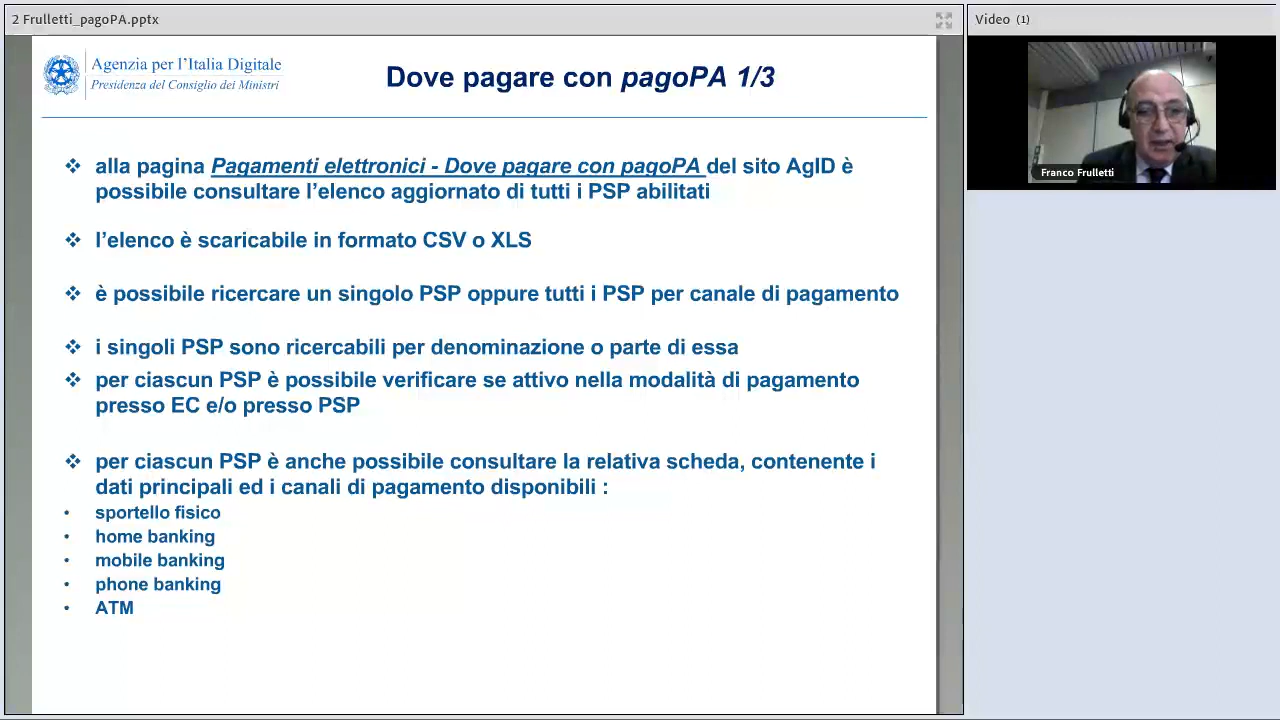 2 Frulletti_pagoPA.pptx
Video (1)
Agenzia per l'Italia Digitale
Presidenza del Consiglio dei Ministri
Dove pagare con pagoPA 1/3
Franco Frulletti
❖ alla pagina Pagamenti elettronici - Dove pagare con pagoPA del sito AgID è
possibile consultare l'elenco aggiornato di tutti i PSP abilitati
❖ l'elenco è scaricabile in formato CSV o XLS
❖ è possibile ricercare un singolo PSP oppure tutti i PSP per canale di pagamento
❖ i singoli PSP sono ricercabili per denominazione o parte di essa
❖ per ciascun PSP è possibile verificare se attivo nella modalità di pagamento
presso EC e/o presso PSP
❖ per ciascun PSP è anche possibile consultare la relativa scheda, contenente i
dati principali ed i canali di pagamento disponibili :
• sportello fisico
• home banking
• mobile banking
• phone banking
• ATM